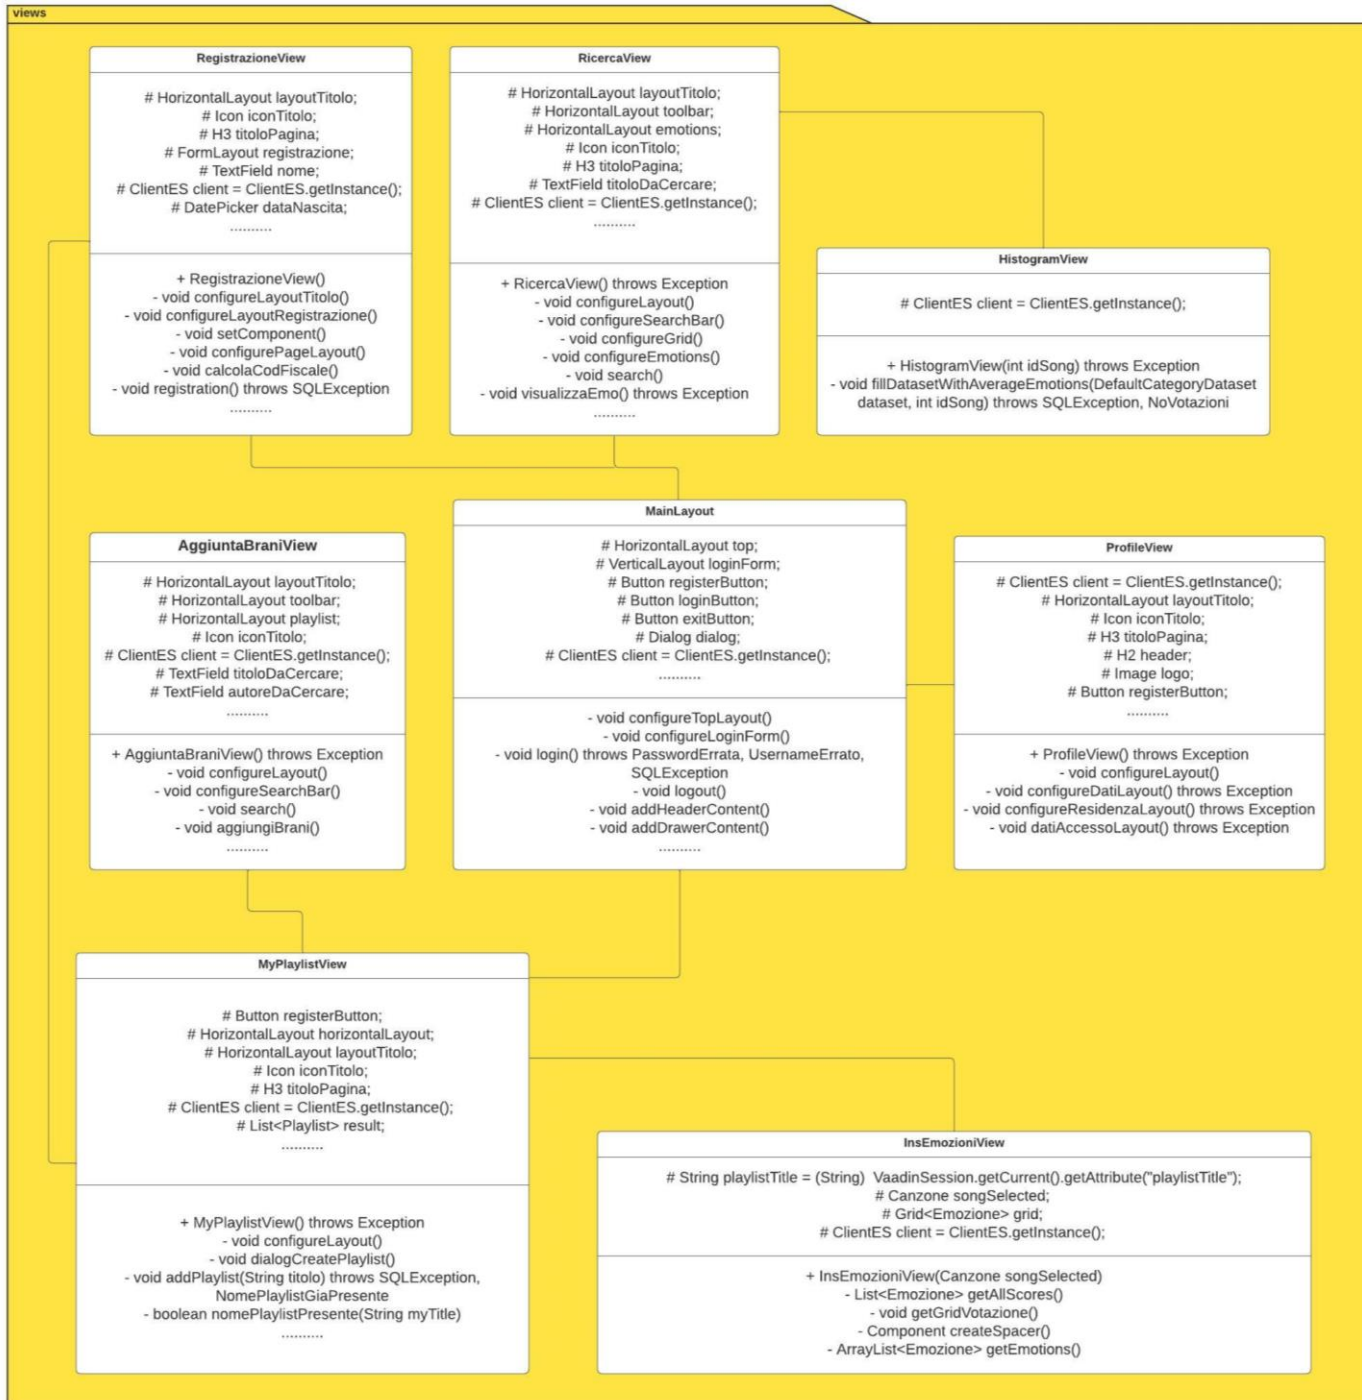 views
RegistrazioneView
# HorizontalLayout layoutTitolo;
# Icon iconTitolo;
# H3 titoloPagina;
# FormLayout registrazione;
# TextField nome;
# ClientES client = ClientES.getInstance();
# DatePicker dataNascita;
..........
+ RegistrazioneView()
- void configureLayoutTitolo()
- void configureLayoutRegistrazione()
- void setComponent()
- void configurePageLayout()
- void calcolaCodFiscale()
- void registration() throws SQLException
..........
RicercaView
# HorizontalLayout layoutTitolo;
# HorizontalLayout toolbar;
# HorizontalLayout emotions;
# Icon iconTitolo;
# H3 titoloPagina;
# TextField titoloDaCercare;
# ClientES client = ClientES.getInstance();
..........
+ RicercaView() throws Exception
- void configureLayout()
- void configureSearchBar()
- void configureGrid()
- void configureEmotions()
- void search()
- void visualizzaEmo() throws Exception
..........
HistogramView
# ClientES client = ClientES.getInstance();
+ HistogramView(int idSong) throws Exception
- void fillDatasetWithAverageEmotions(DefaultCategoryDataset
dataset, int idSong) throws SQLException, NoVotazioni
AggiuntaBraniView
# HorizontalLayout layoutTitolo;
# HorizontalLayout toolbar;
# HorizontalLayout playlist;
# Icon iconTitolo;
# ClientES client = ClientES.getInstance();
# TextField titoloDaCercare;
# TextField autoreDaCercare;
..........
+ AggiuntaBraniView() throws Exception
- void configureLayout()
- void configureSearchBar()
- void search()
- void aggiungiBrani()
..........
MainLayout
# HorizontalLayout top;
# VerticalLayout loginForm;
# Button registerButton;
# Button loginButton;
# Button exitButton;
# Dialog dialog;
# ClientES client = ClientES.getInstance();
..........
- void configureTopLayout()
- void configureLoginForm()
- void login() throws PasswordErrata, UsernameErrato,
SQLException
- void logout()
- void addHeaderContent()
- void addDrawerContent()
..........
ProfileView
# ClientES client = ClientES.getInstance();
# HorizontalLayout layoutTitolo;
# Icon iconTitolo;
# H3 titoloPagina;
# H2 header;
# Image logo;
# Button registerButton;
..........
+ ProfileView() throws Exception
- void configureLayout()
- void configureDatiLayout() throws Exception
- void configureResidenzaLayout() throws Exception
- void datiAccessoLayout() throws Exception
MyPlaylistView
# Button registerButton;
# HorizontalLayout horizontalLayout;
# HorizontalLayout layoutTitolo;
# Icon iconTitolo;
# H3 titoloPagina;
# ClientES client = ClientES.getInstance();
# List<Playlist> result;
..........
+ MyPlaylistView() throws Exception
- void configureLayout()
- void dialogCreatePlaylist()
- void addPlaylist(String titolo) throws SQLException,
NomePlaylistGiaPresente
- boolean nomePlaylistPresente(String myTitle)
..........
InsEmozioniView
# String playlistTitle = (String) VaadinSession.getCurrent().getAttribute("playlistTitle");
# Canzone songSelected;
# Grid<Emozione> grid;
# ClientES client = ClientES.getInstance();
+ InsEmozioniView(Canzone songSelected)
- List<Emozione> getAllScores()
- void getGridVotazione()
- Component createSpacer()
- ArrayList<Emozione> getEmotions()